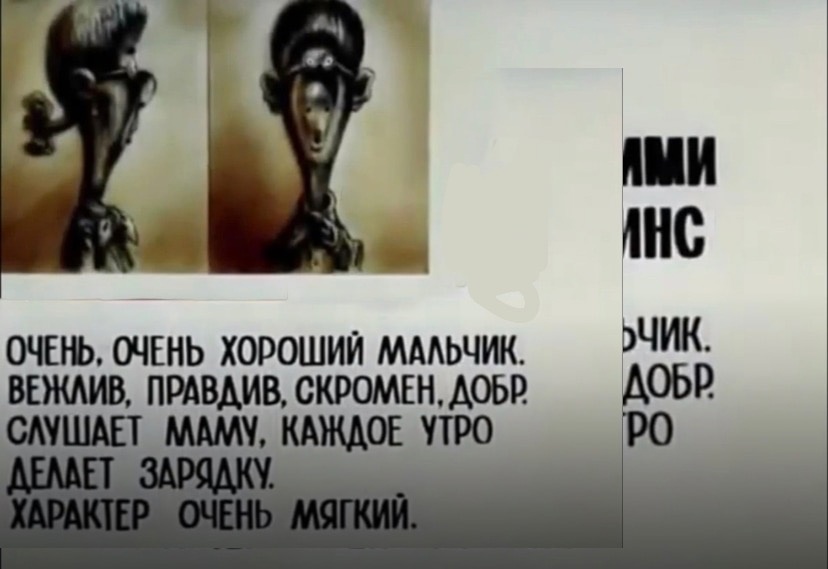 ИМИ
ИНС
ОЧЕНЬ, ОЧЕНЬ ХОРОШИЙ МАЛЬЧИК.
ВЕЖЛИВ, ПРАВДИВ, СКРОМЕН, ДОБР.
СЛУШАЕТ МАМУ, КАЖДОЕ УТРО
ДЕЛАЕТ ЗАРЯДКУ.
ХАРАКТЕР ОЧЕНЬ МЯГКИЙ.
ЬЧИК.
ДОБР.
РО